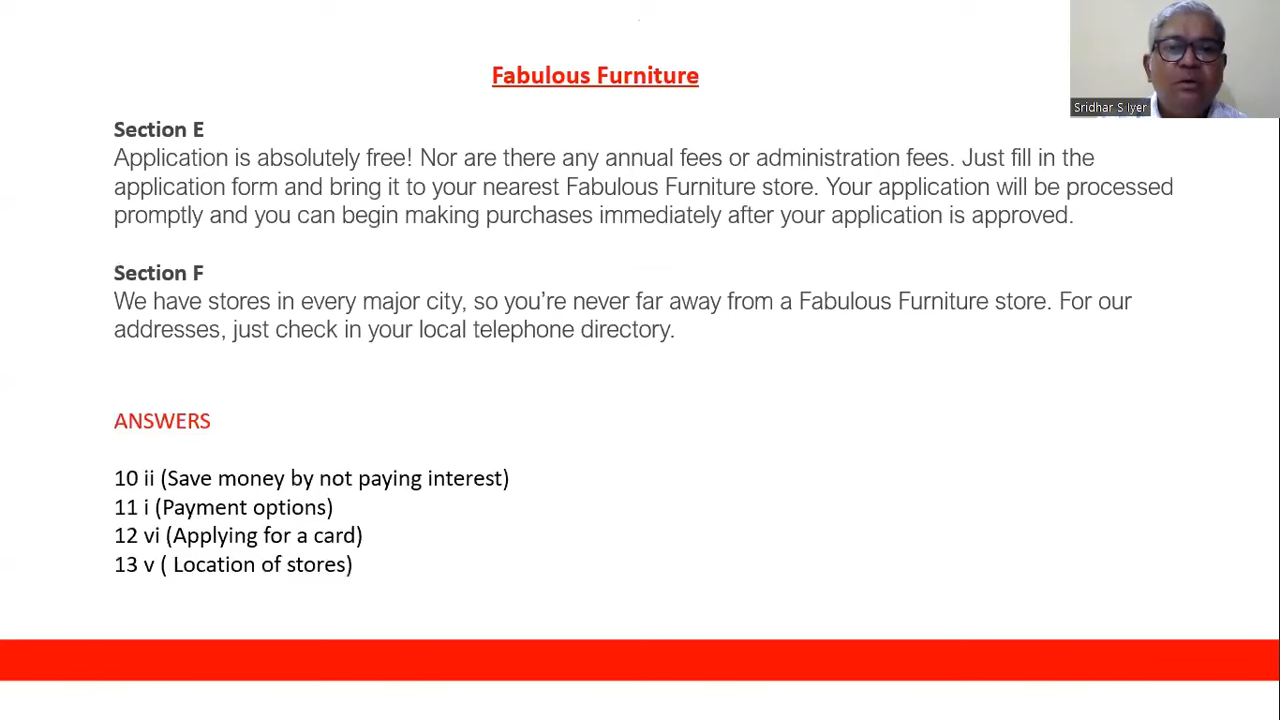 Fabulous Furniture
Sridhar S Iyer
Section E
Application is absolutely free! Nor are there any annual fees or administration fees. Just fill in the
application form and bring it to your nearest Fabulous Furniture store. Your application will be processed
promptly and you can begin making purchases immediately after your application is approved.
Section F
We have stores in every major city, so you’re never far away from a Fabulous Furniture store. For our
addresses, just check in your local telephone directory.
ANSWERS
10 ii (Save money by not paying interest)
11 i (Payment options)
12 vi (Applying for a card)
13 v ( Location of stores)